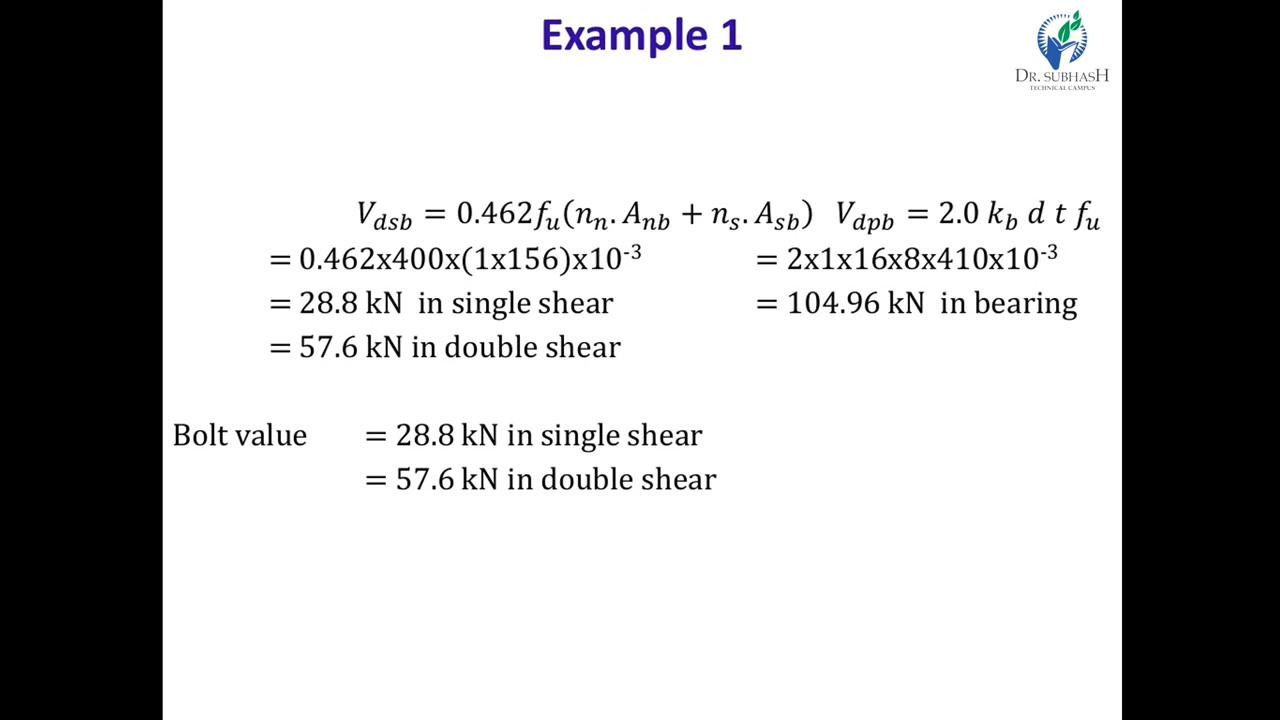 Example 1
DR. SUBHASH
TECHNICAL CAMPUS
V_dsb = 0.462f_u(n_n. A_nb + n_s. A_sb) V_dpb = 2.0 k_b d t f_u
= 0.462x400x(1x156)x10⁻³ = 2x1x16x8x410x10⁻³
= 28.8 kN in single shear = 104.96 kN in bearing
= 57.6 kN in double shear
Bolt value = 28.8 kN in single shear
= 57.6 kN in double shear